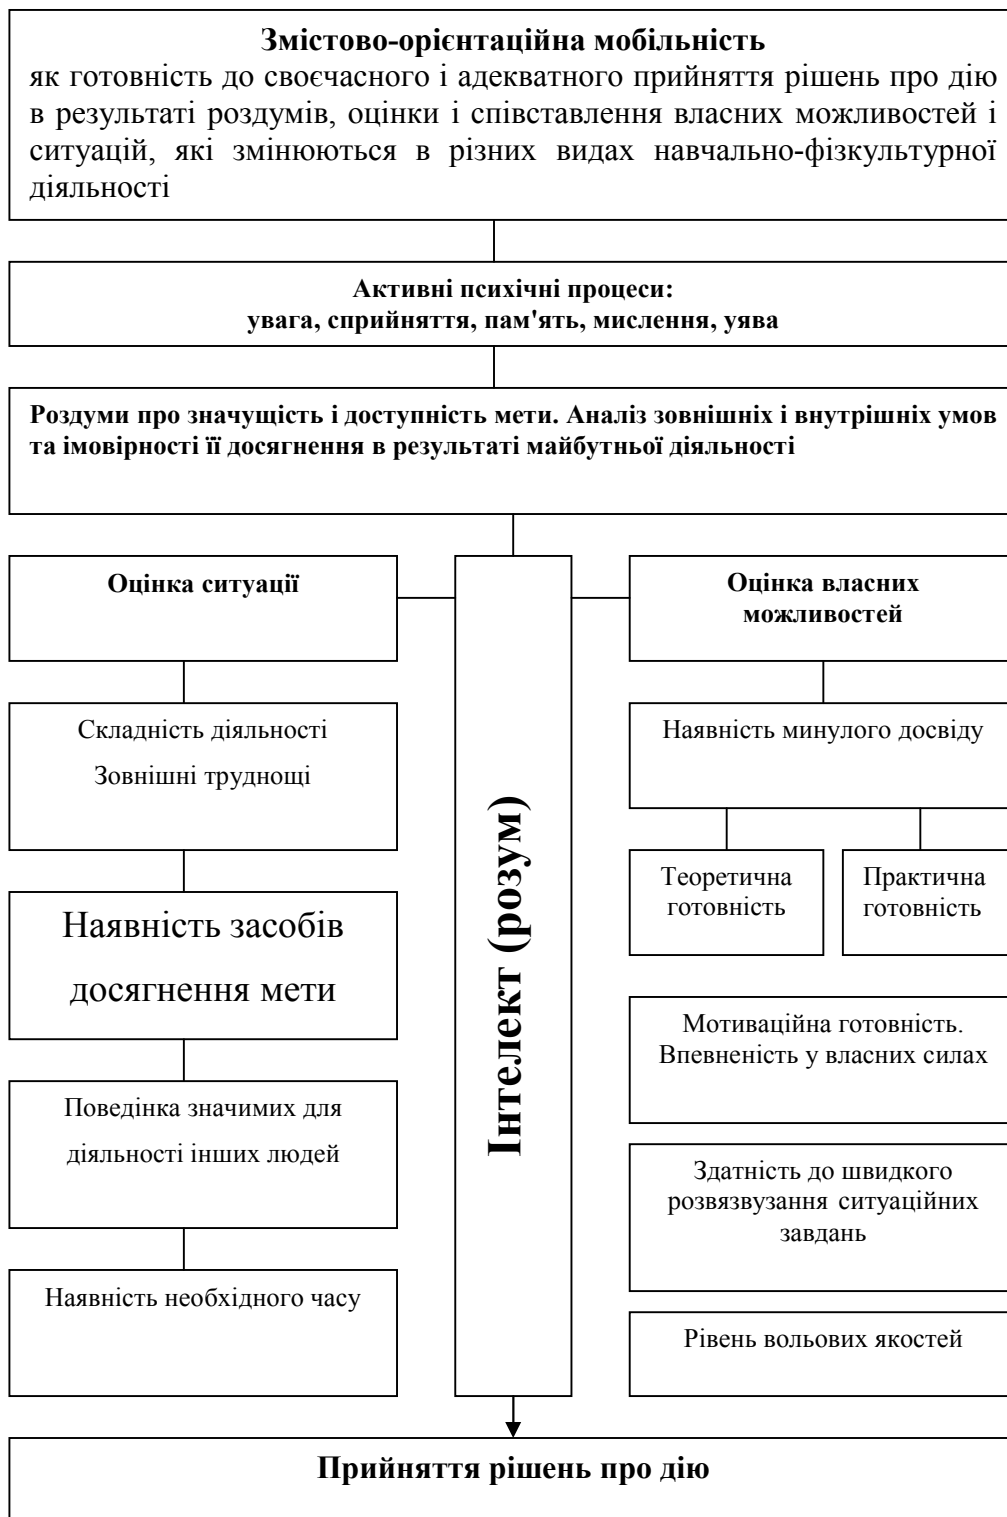 Змістово-орієнтаційна мобільність
як готовність до своєчасного і адекватного прийняття рішень про дію
в результаті роздумів, оцінки і співставлення власних можливостей і
ситуацій, які змінюються в різних видах навчально-фізкультурної
діяльності
Активні психічні процеси:
увага, сприйняття, пам'ять, мислення, уява
Роздуми про значущість і доступність мети. Аналіз зовнішніх і внутрішніх умов
та імовірності її досягнення в результаті майбутньої діяльності
Оцінка ситуації
Складність діяльності
Зовнішні труднощі
Наявність засобів
досягнення мети
Поведінка значимих для
діяльності інших людей
Наявність необхідного часу
Інтелект (розум)
Оцінка власних
можливостей
Наявність минулого досвіду
Теоретична
готовність
Практична
готовність
Мотиваційна готовність.
Впевненість у власних силах
Здатність до швидкого
розвязвузання ситуаційних
завдань
Рівень вольових якостей
Прийняття рішень про дію